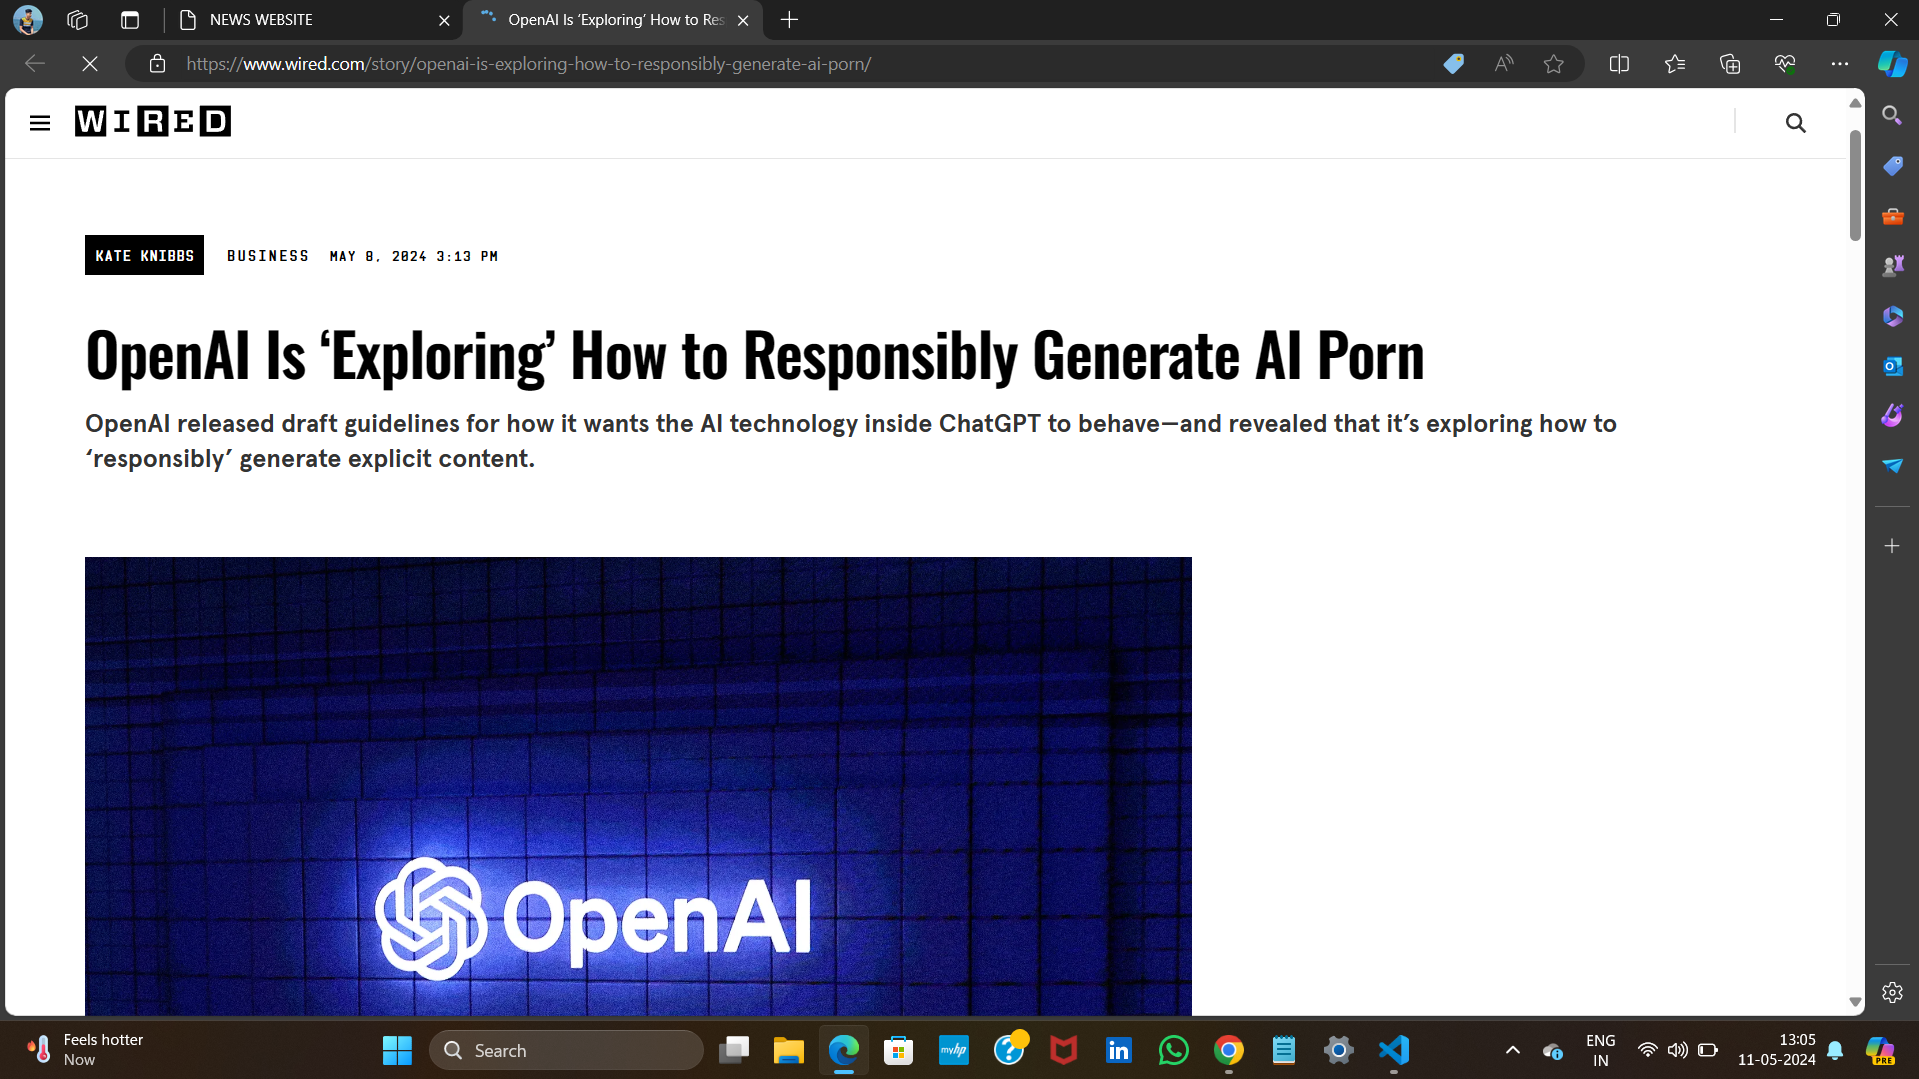 NEWS WEBSITE
OpenAI Is ‘Exploring’ How to Res
https://www.wired.com/story/openai-is-exploring-how-to-responsibly-generate-ai-porn/
WIRED
KATE KNIBBS BUSINESS MAY 8, 2024 3:13 PM
OpenAI Is ‘Exploring’ How to Responsibly Generate AI Porn
OpenAI released draft guidelines for how it wants the AI technology inside ChatGPT to behave—and revealed that it’s exploring how to
‘responsibly’ generate explicit content.
OpenAI
Feels hotter
Now
Search
myhp
in
ENG
IN
13:05
11-05-2024
PRE